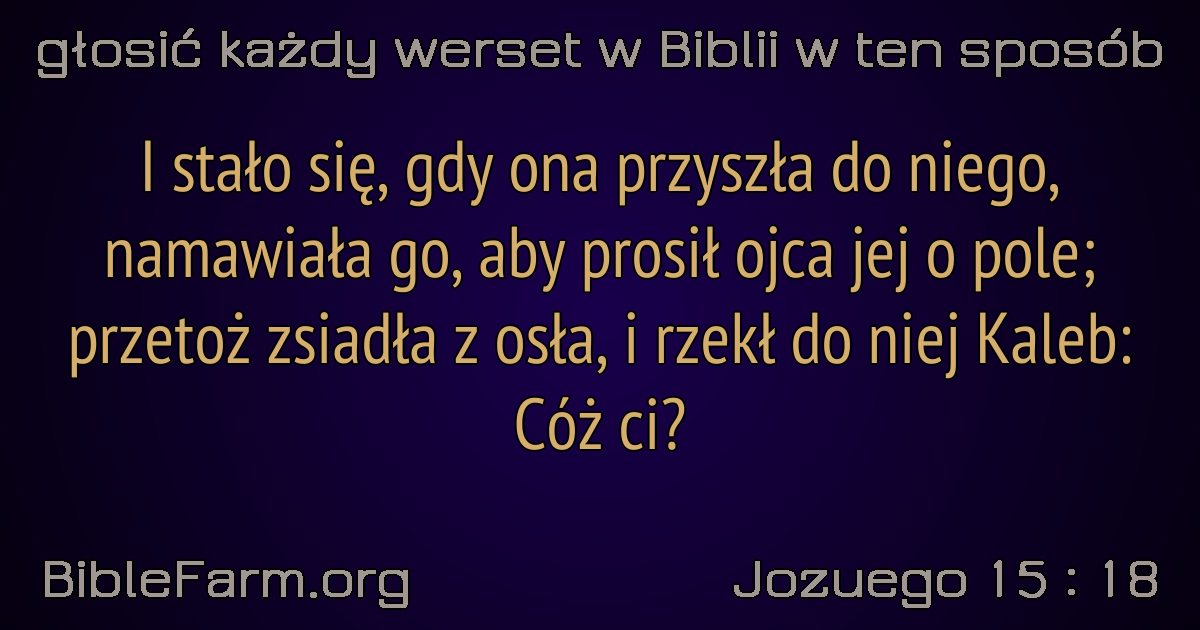 głosić każdy werset w Biblii w ten sposób
I stało się, gdy ona przyszła do niego,
namawiała go, aby prosił ojca jej o pole;
przetoż zsiadła z osła, i rzekł do niej Kaleb:
Cóż ci?
BibleFarm.org
Jozuego 15 : 18